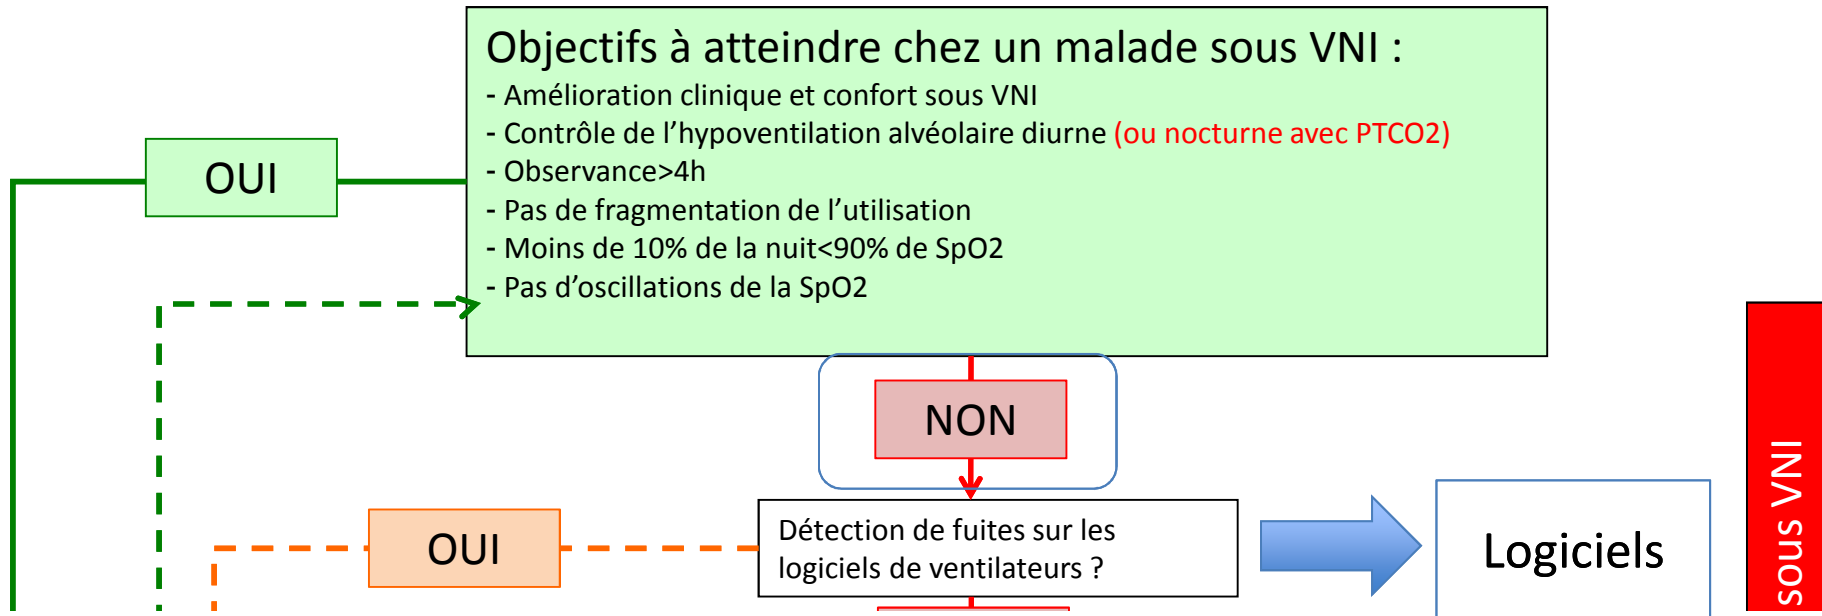 Objectifs à atteindre chez un malade sous VNI :
- Amélioration clinique et confort sous VNI
- Contrôle de l’hypoventilation alvéolaire diurne (ou nocturne avec PTCO2)
- Observance>4h
- Pas de fragmentation de l’utilisation
- Moins de 10% de la nuit<90% de SpO2
- Pas d’oscillations de la SpO2
OUI
NON
OUI
Détection de fuites sur les
logiciels de ventilateurs ?
Logiciels
sous VNI